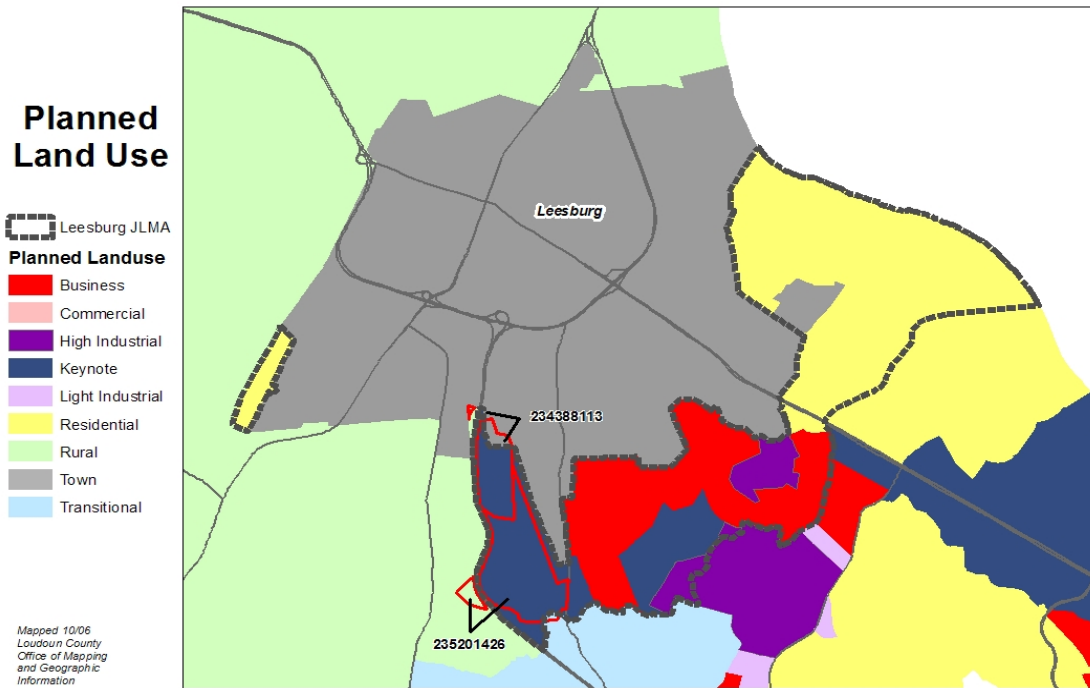 Planned
Land Use
Leesburg JLMA
Planned Landuse
Business
Commercial
High Industrial
Keynote
Light Industrial
Residential
Rural
Town
Transitional
Mapped 10/06
Loudoun County
Office of Mapping
and Geographic
Information
Leesburg
234388113
235201426